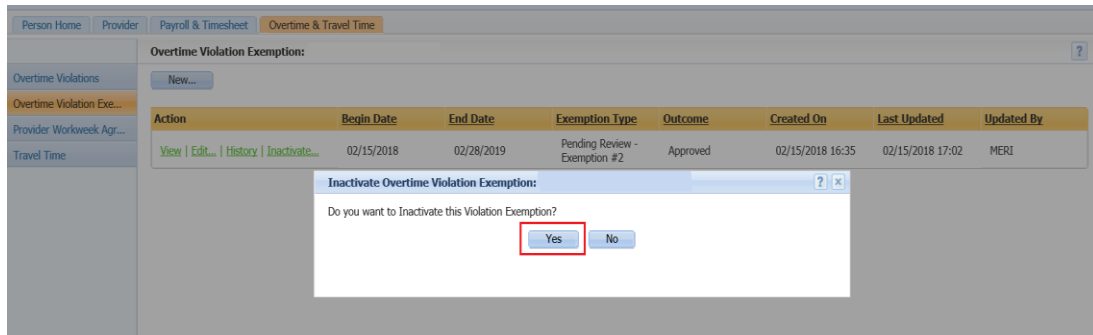 Person Home Provider Payroll & Timesheet Overtime & Travel Time
Overtime Violation Exemption: ?
Overtime Violations
Overtime Violation Exe...
Provider Workweek Agr...
Travel Time
New...
Action Begin Date End Date Exemption Type Outcome Created On Last Updated Updated By
View | Edit... | History | Inactivate... 02/15/2018 02/28/2019 Pending Review - Approved 02/15/2018 16:35 02/15/2018 17:02 MERI
Exemption #2
Inactivate Overtime Violation Exemption: ? x
Do you want to Inactivate this Violation Exemption?
Yes No